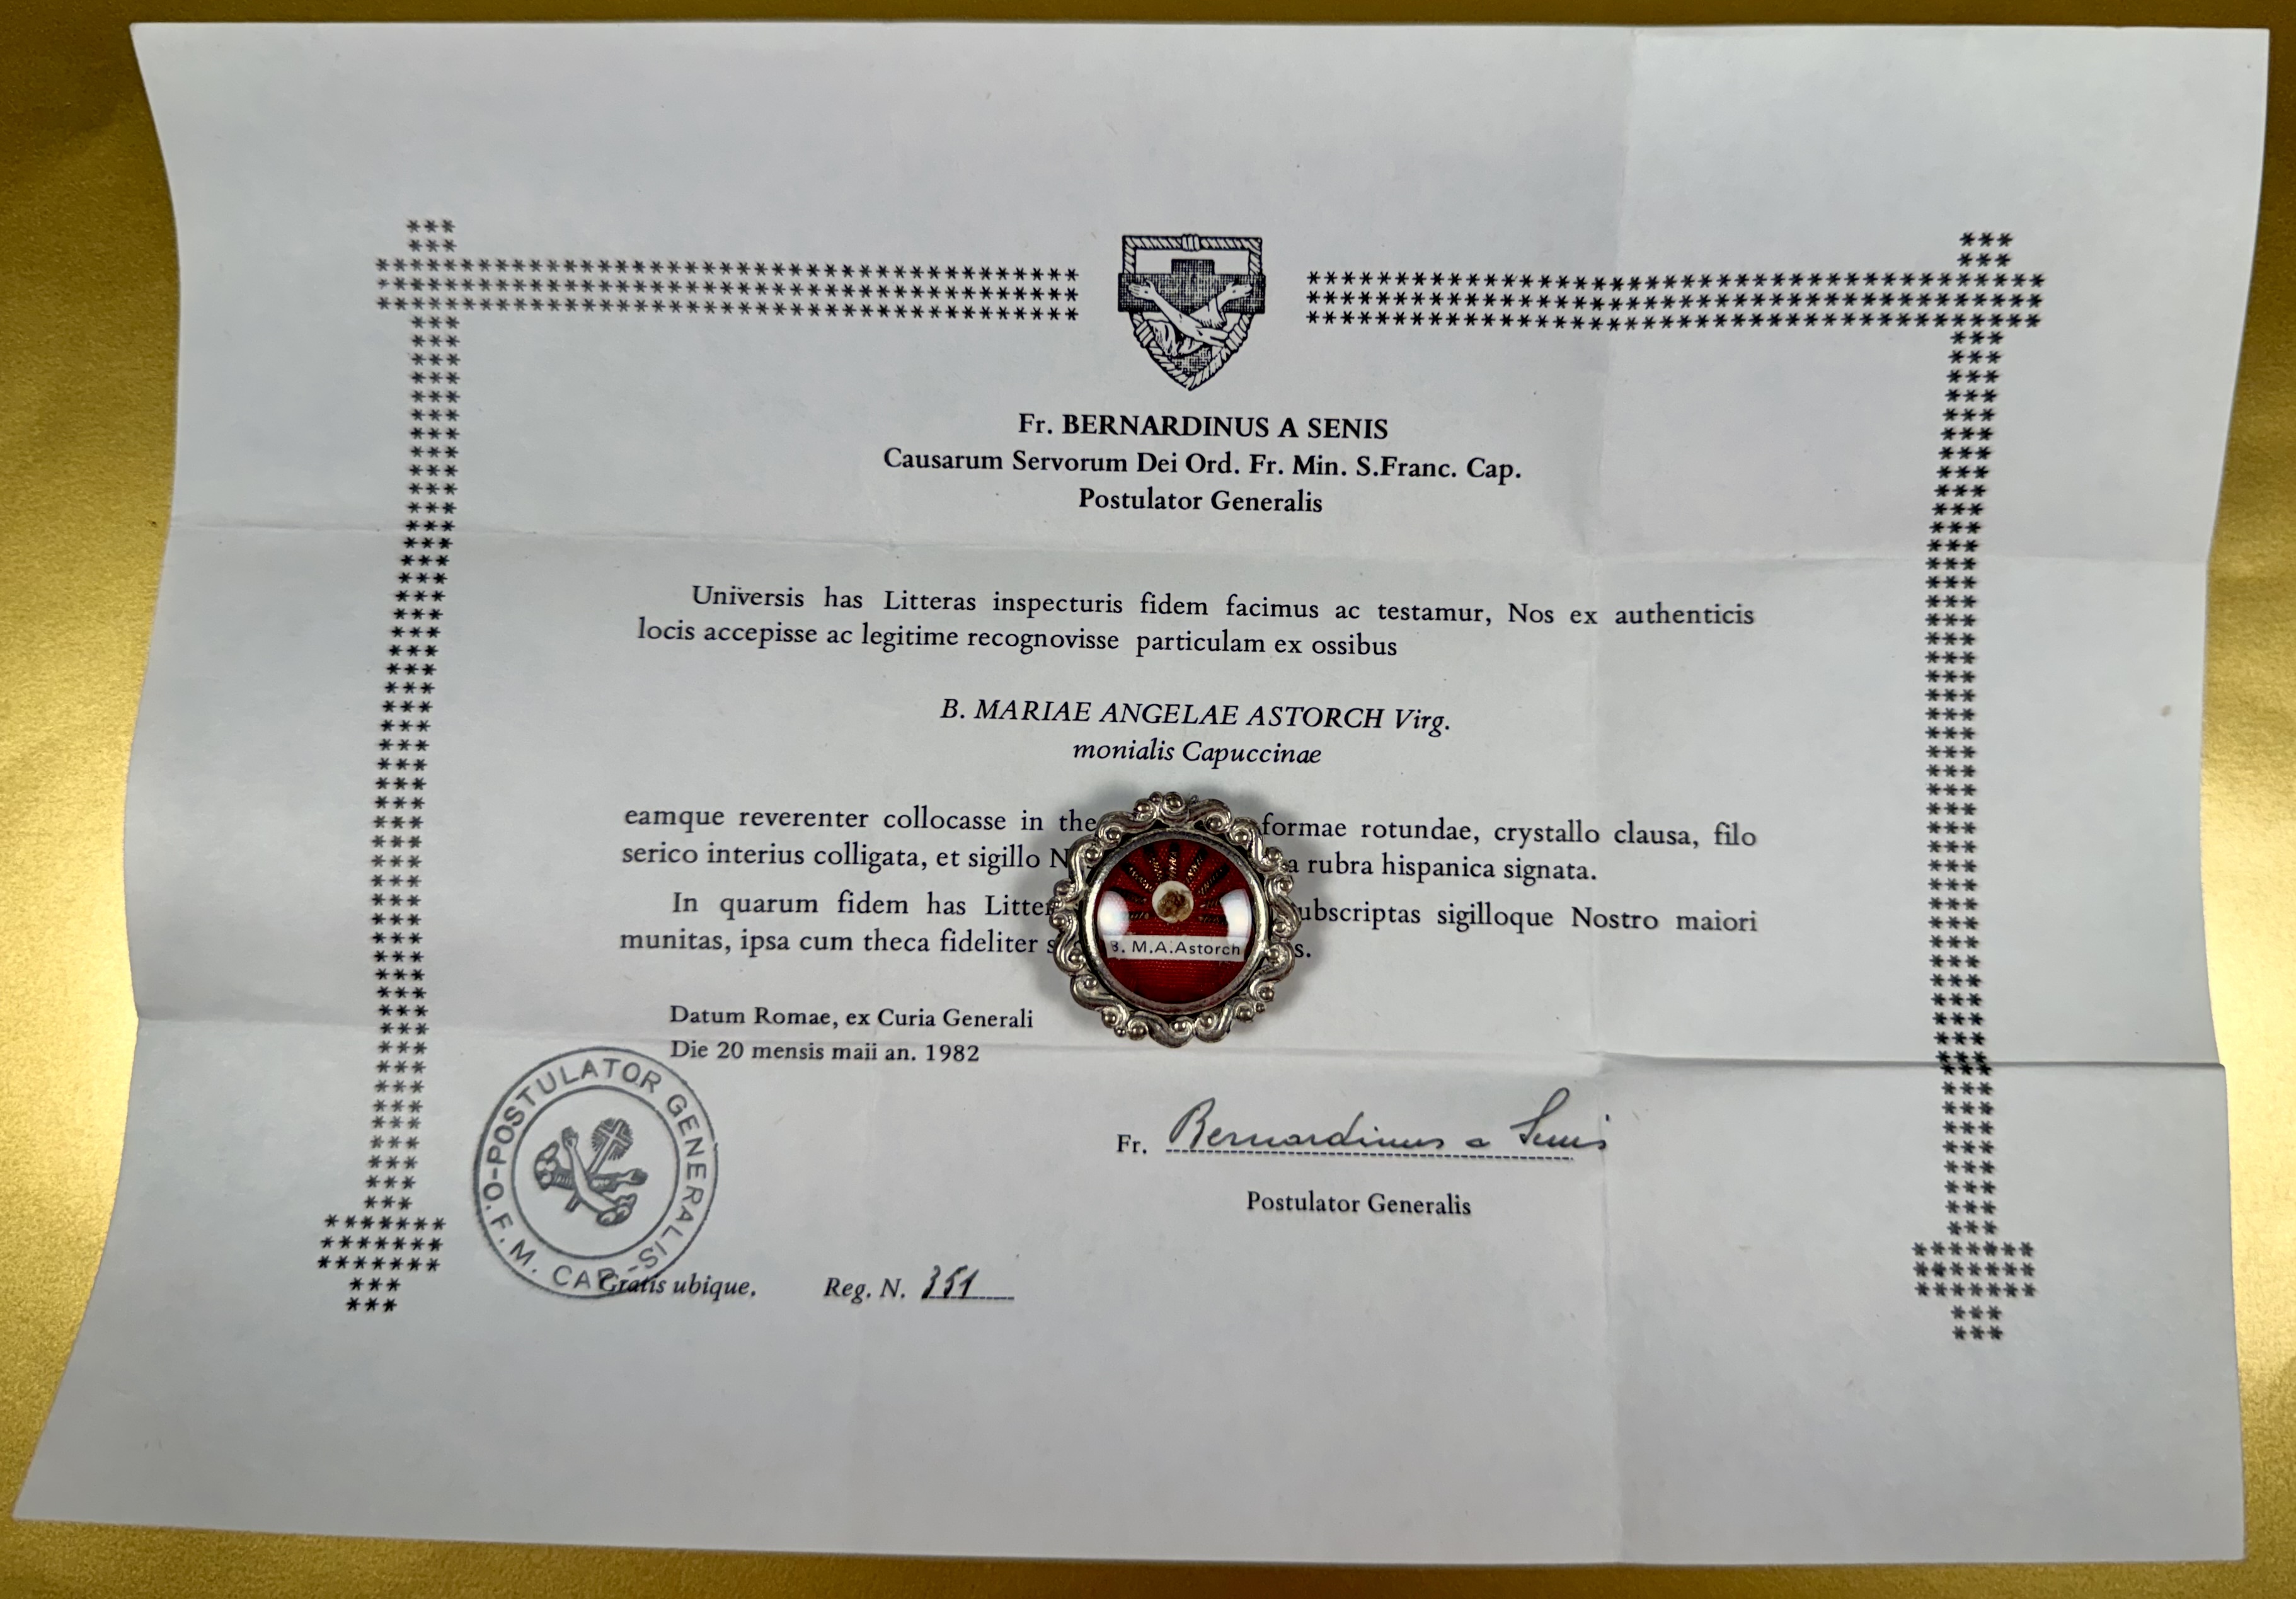 Fr. BERNARDINUS A SENIS
Causarum Servorum Dei Ord. Fr. Min. S.Franc. Cap.
Postulator Generalis
Universis has Litteras inspecturis fidem facimus ac testamur, Nos ex authenticis
locis accepisse ac legitime recognovisse particulam ex ossibus
B. MARIAE ANGELAE ASTORCH Virg.
monialis Capuccinae
eamque reverenter collocasse in formae rotundae, crystallo clausa, filo
serico interius colligata, et sigillo rubra hispanica signata.
In quarum fidem has sigilloque Nostro maiori
munitas, ipsa cum theca fideliter
B. M.A.Astorch
Datum Romae, ex Curia Generali
Die 20 mensis maii an. 1982
POSTULATOR GENERALIS-O.F.M. CAP.-
Fr. Bernardinus a Senis
Postulator Generalis
Gratis ubique. Reg. N. 351